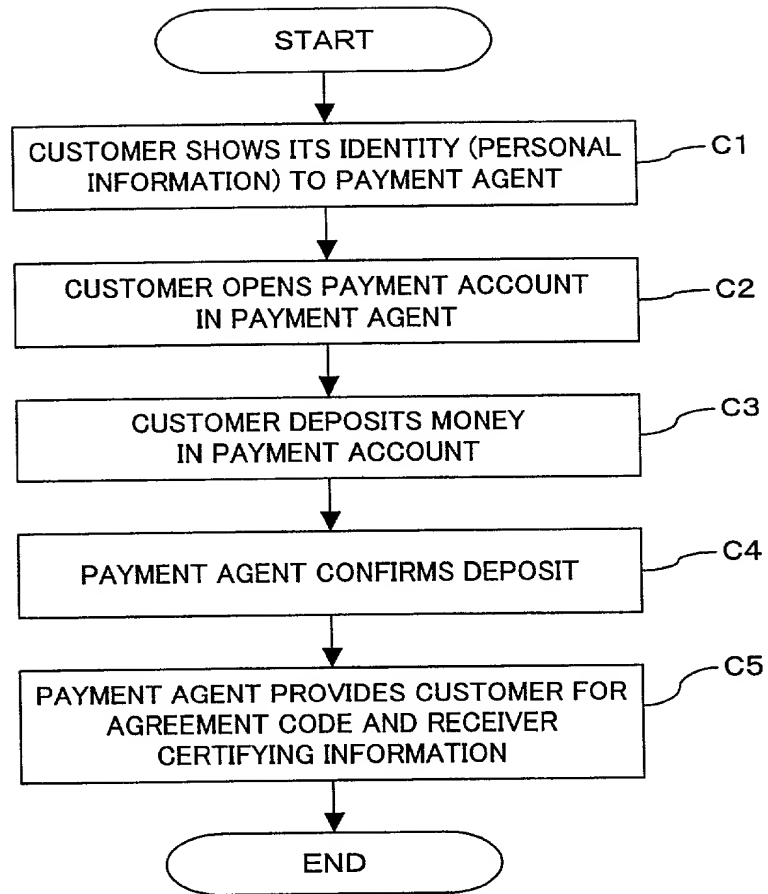 START
CUSTOMER SHOWS ITS IDENTITY (PERSONAL
INFORMATION) TO PAYMENT AGENT
C1
CUSTOMER OPENS PAYMENT ACCOUNT
IN PAYMENT AGENT
C2
CUSTOMER DEPOSITS MONEY
IN PAYMENT ACCOUNT
C3
PAYMENT AGENT CONFIRMS DEPOSIT
C4
PAYMENT AGENT PROVIDES CUSTOMER FOR
AGREEMENT CODE AND RECEIVER
CERTIFYING INFORMATION
C5
END